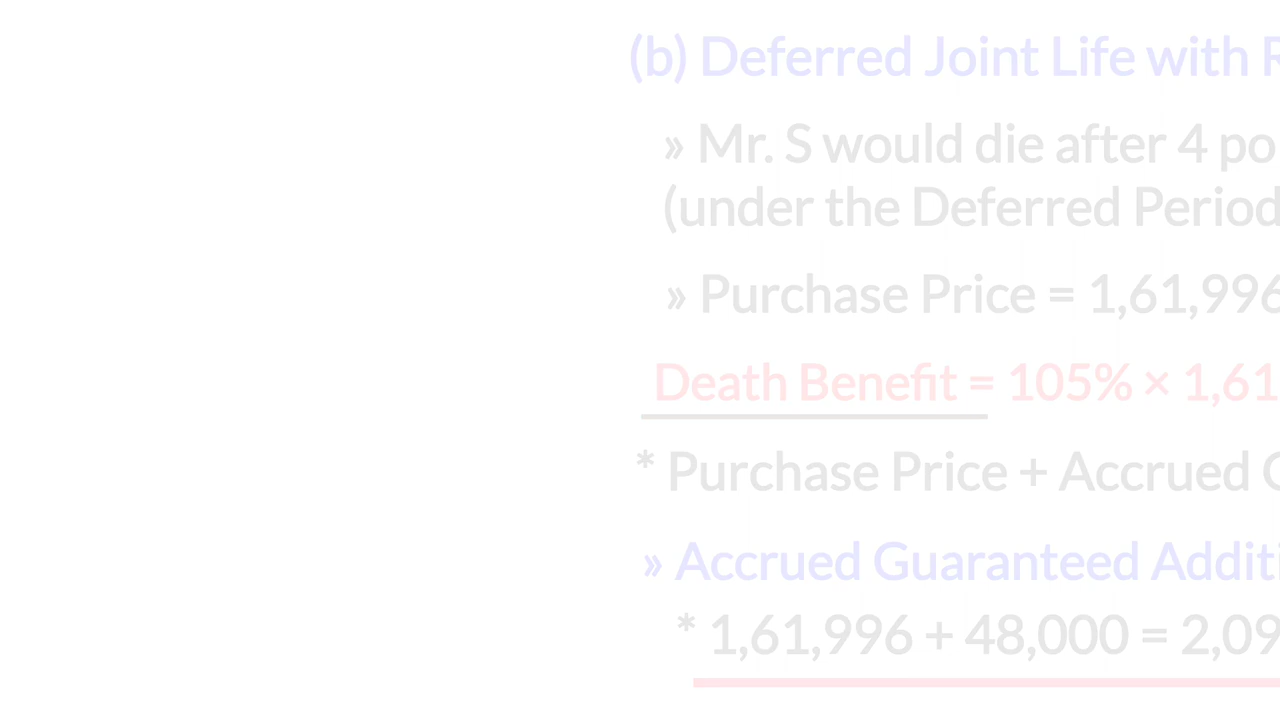 (b) Deferred Joint Life with
» Mr. S would die after 4
(under the Deferred Period
» Purchase Price = 1,61,996
Death Benefit = 105% × 1,61
* Purchase Price + Accrued
» Accrued Guaranteed
* 1,61,996 + 48,000 = 2,09